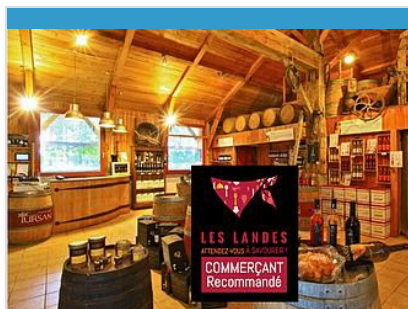 TURSAN
LES LANDES
ATTENDEZ-VOUS À SAVOURER !
COMMERÇANT
Recommandé